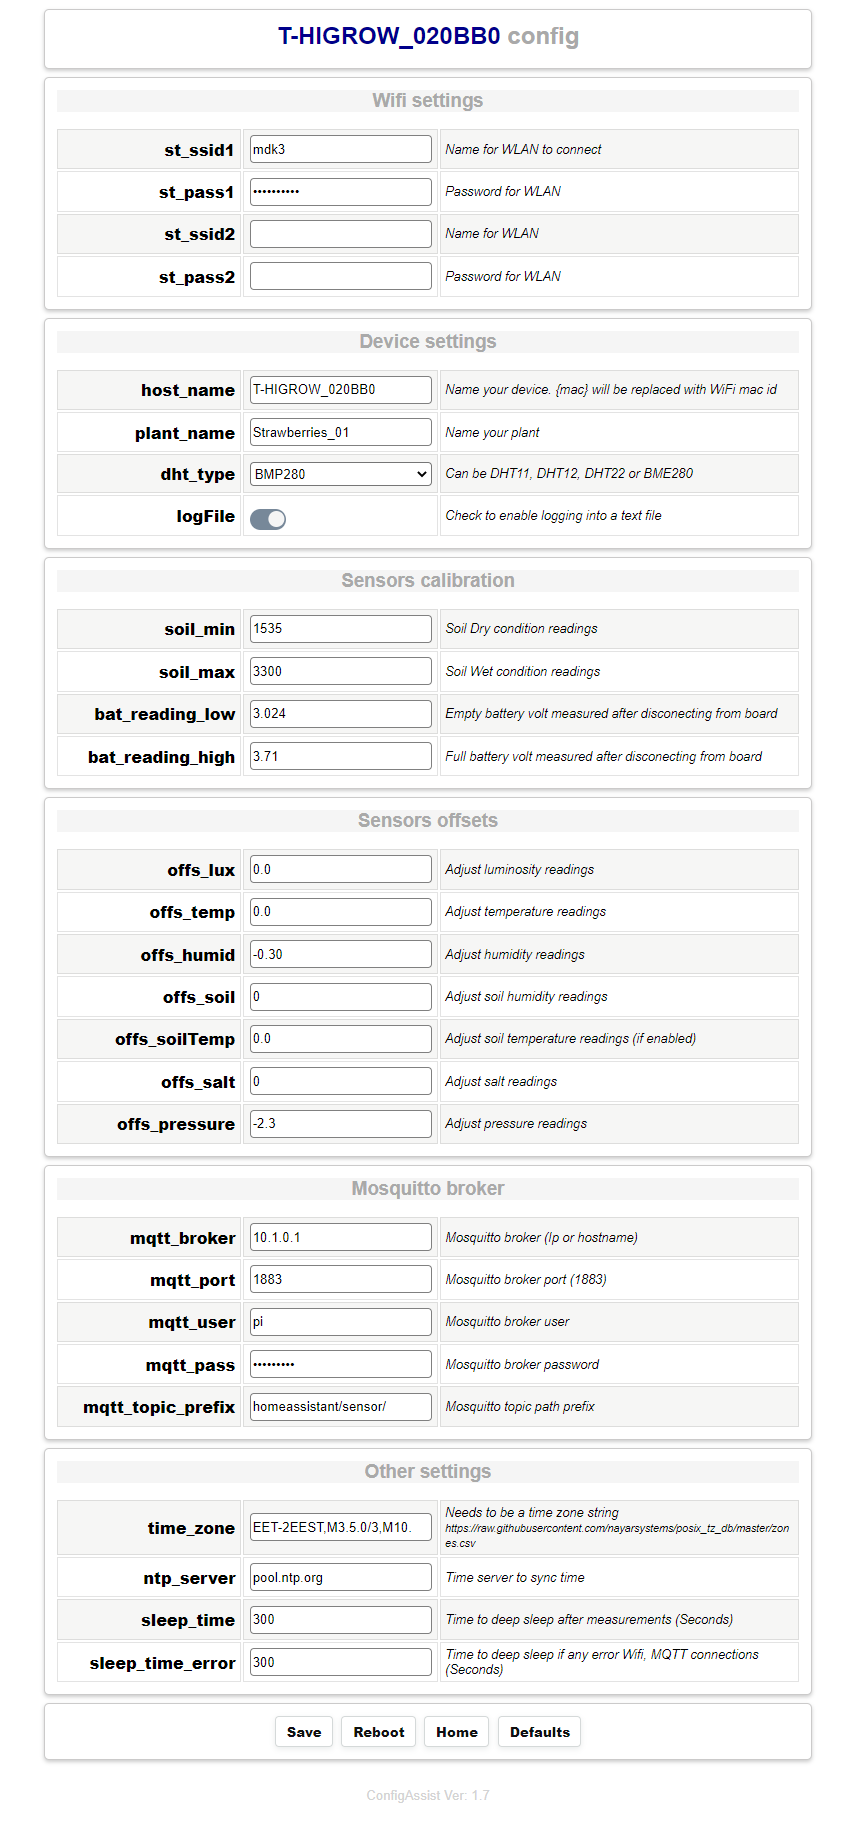 T-HIGROW_020BB0 config
Wifi settings
st_ssid1 mdk3 Name for WLAN to connect
st_pass1 •••••••••• Password for WLAN
st_ssid2 Name for WLAN
st_pass2 Password for WLAN
Device settings
host_name T-HIGROW_020BB0 Name your device. {mac} will be replaced with WiFi mac id
plant_name Strawberries_01 Name your plant
dht_type BMP280 Can be DHT11, DHT12, DHT22 or BME280
logFile Check to enable logging into a text file
Sensors calibration
soil_min 1535 Soil Dry condition readings
soil_max 3300 Soil Wet condition readings
bat_reading_low 3.024 Empty battery volt measured after disconecting from board
bat_reading_high 3.71 Full battery volt measured after disconecting from board
Sensors offsets
offs_lux 0.0 Adjust luminosity readings
offs_temp 0.0 Adjust temperature readings
offs_humid -0.30 Adjust humidity readings
offs_soil 0 Adjust soil humidity readings
offs_soilTemp 0.0 Adjust soil temperature readings (if enabled)
offs_salt 0 Adjust salt readings
offs_pressure -2.3 Adjust pressure readings
Mosquitto broker
mqtt_broker 10.1.0.1 Mosquitto broker (Ip or hostname)
mqtt_port 1883 Mosquitto broker port (1883)
mqtt_user pi Mosquitto broker user
mqtt_pass ••••••••• Mosquitto broker password
mqtt_topic_prefix homeassistant/sensor/ Mosquitto topic path prefix
Other settings
time_zone EET-2EEST,M3.5.0/3,M10. Needs to be a time zone string
https://raw.githubusercontent.com/nayarsystems/posix_tz_db/master/zon
es.csv
ntp_server pool.ntp.org Time server to sync time
sleep_time 300 Time to deep sleep after measurements (Seconds)
sleep_time_error 300 Time to deep sleep if any error Wifi, MQTT connections
(Seconds)
Save Reboot Home Defaults
ConfigAssist Ver: 1.7